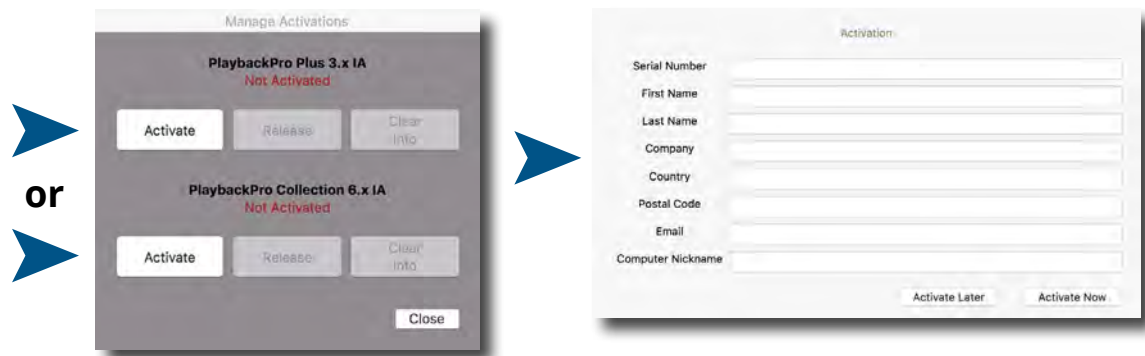 Manage Activations
PlaybackPro Plus 3.x IA
Not Activated
Activate
Release
Clear
Info
or
PlaybackPro Collection 6.x IA
Not Activated
Activate
Release
Clear
Info
Close
Activation
Serial Number
First Name
Last Name
Company
Country
Postal Code
Email
Computer Nickname
Activate Later
Activate Now